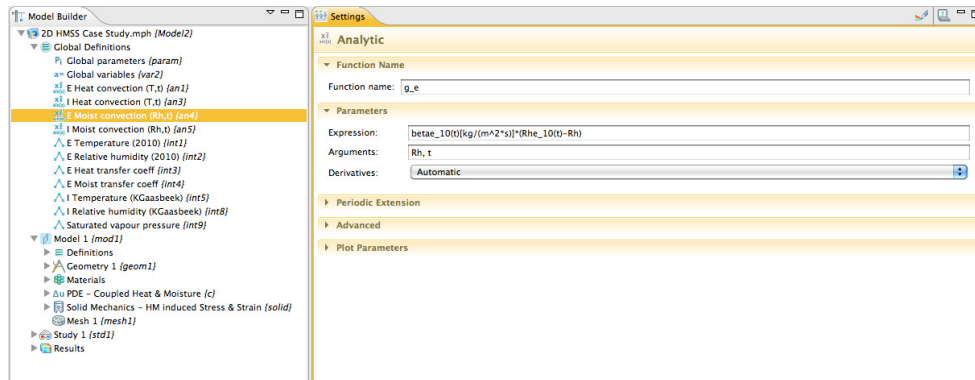 Model Builder
2D HMSS Case Study.mph {Model2}
Global Definitions
Pi Global parameters {param}
a= Global variables {var2}
E Heat convection (T,t) {an1}
I Heat convection (T,t) {an3}
E Moist convection (Rh,t) {an4}
I Moist convection (Rh,t) {an5}
E Temperature (2010) {int1}
E Relative humidity (2010) {int2}
E Heat transfer coeff {int3}
E Moist transfer coeff {int4}
I Temperature (KGaasbeek) {int5}
I Relative humidity (KGaasbeek) {int8}
Saturated vapour pressure {int9}
Model 1 {mod1}
Definitions
Geometry 1 {geom1}
Materials
Δu PDE - Coupled Heat & Moisture {c}
Solid Mechanics - HM induced Stress & Strain {solid}
Mesh 1 {mesh1}
Study 1 {std1}
Results
Settings
Analytic
Function Name
Function name: g_e
Parameters
Expression: betae_10(t)[kg/(m^2*s)]*(Rhe_10(t)-Rh)
Arguments: Rh, t
Derivatives: Automatic
Periodic Extension
Advanced
Plot Parameters